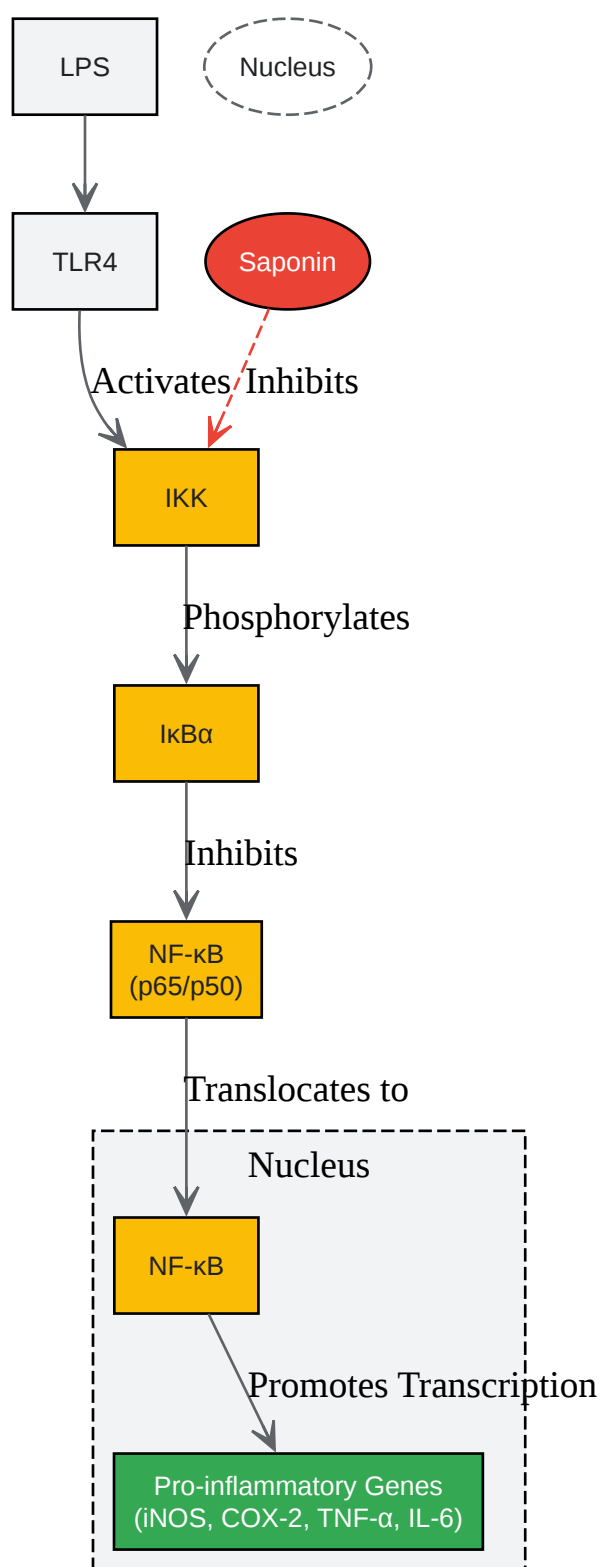 LPS
Nucleus
TLR4
Saponin
Activates
Inhibits
IKK
Phosphorylates
IκBα
Inhibits
NF-κB
(p65/p50)
Translocates to
Nucleus
NF-κB
Promotes Transcription
Pro-inflammatory Genes
(iNOS, COX-2, TNF-α, IL-6)